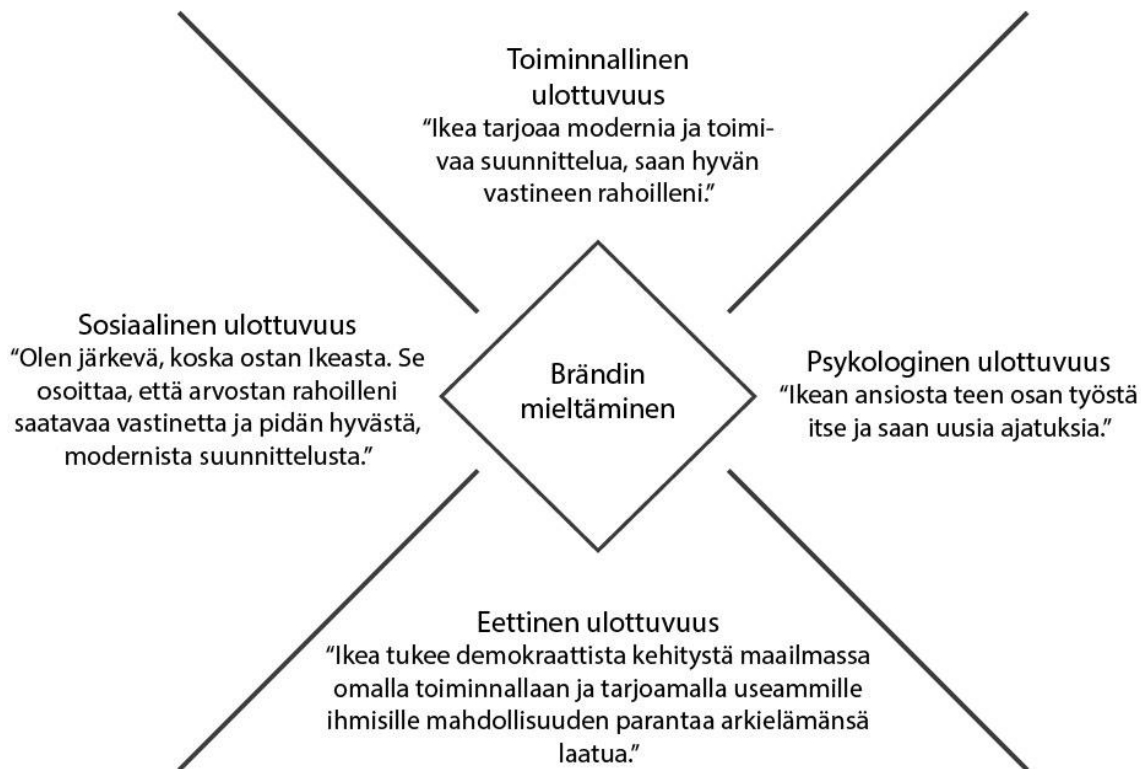 Toiminnallinen
ulottuvuus
“Ikea tarjoaa modernia ja toimi-
vaa suunnittelua, saan hyvän
vastineen rahoilleni.”
Sosiaalinen ulottuvuus
“Olen järkevä, koska ostan Ikeasta. Se
osoittaa, että arvostan rahoilleni
saatavaa vastinetta ja pidän hyvästä,
modernista suunnittelusta.”
Brändin
mieltäminen
Psykologinen ulottuvuus
“Ikean ansiosta teen osan työstä
itse ja saan uusia ajatuksia.”
Eettinen ulottuvuus
“Ikea tukee demokraattista kehitystä maailmassa
omalla toiminnallaan ja tarjoamalla useammille
ihmisille mahdollisuuden parantaa arkielämänsä
laatua.”